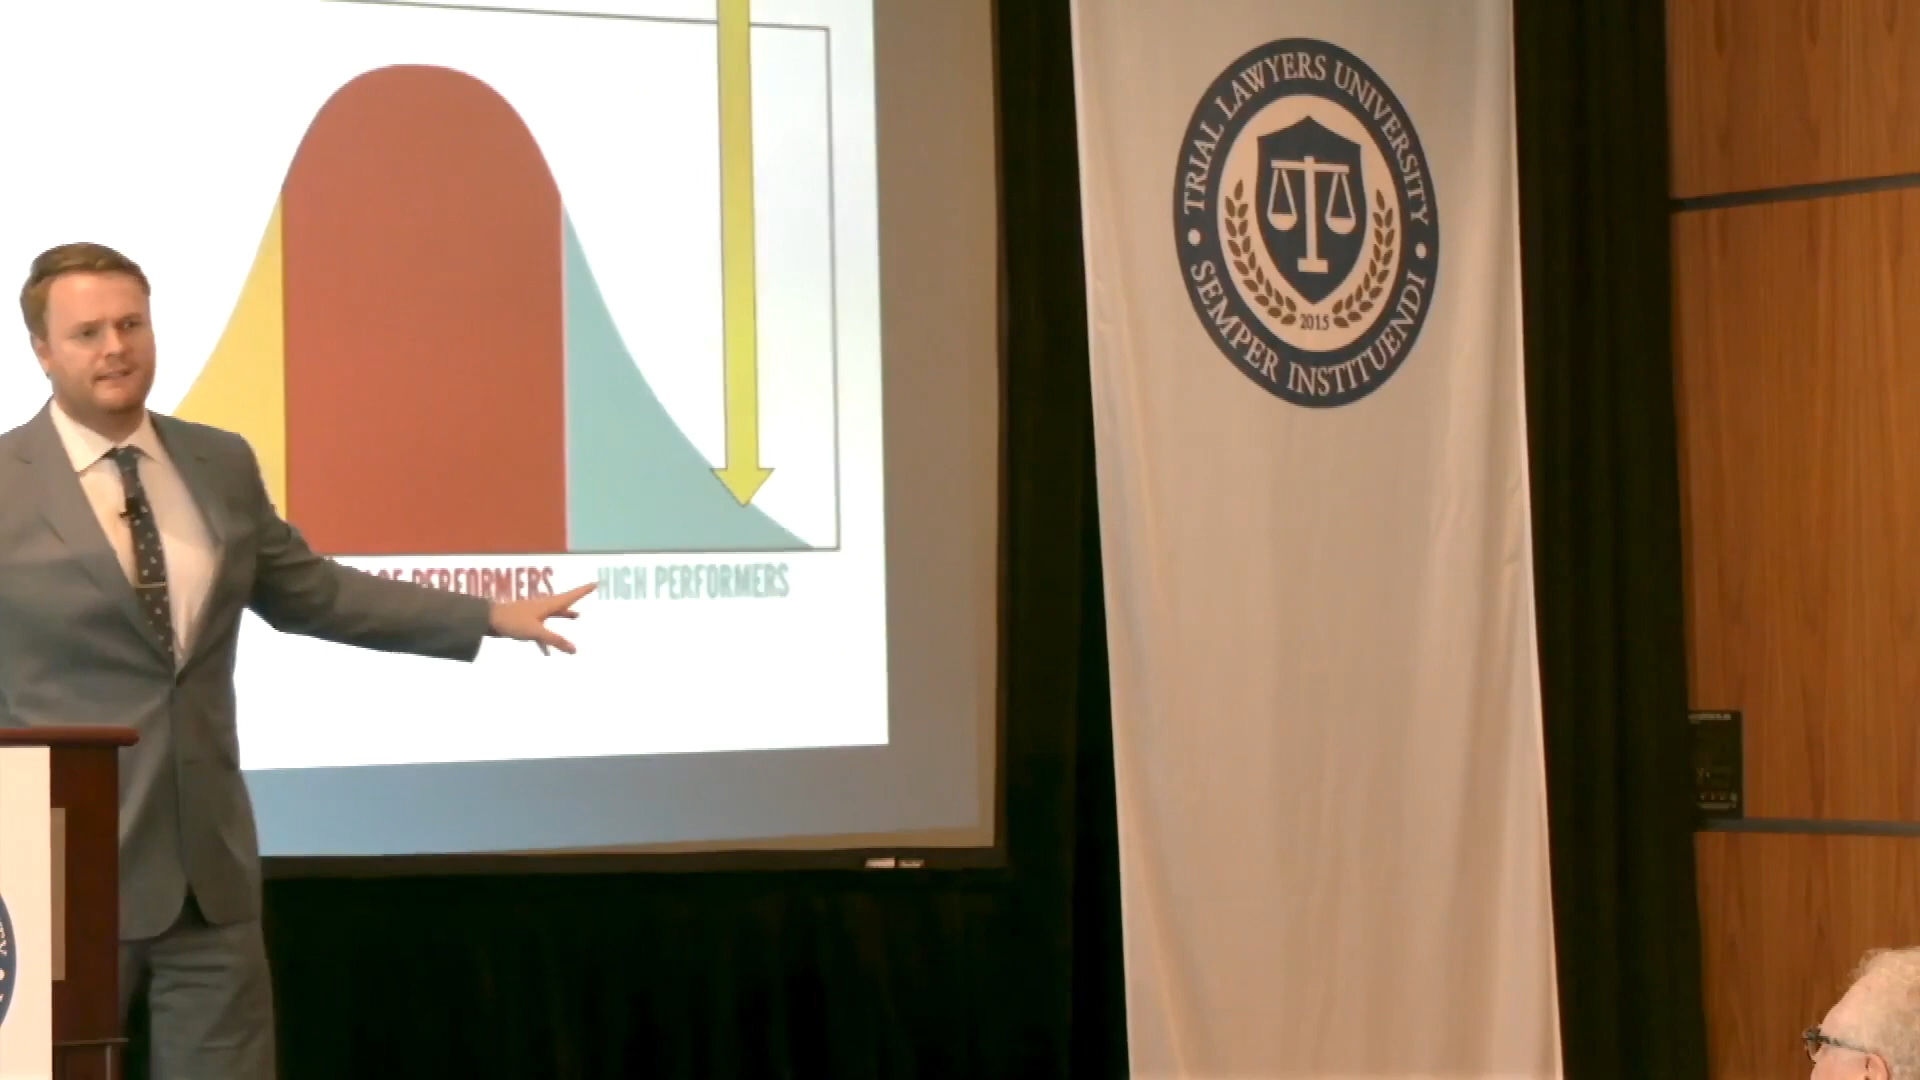 PERFORMERS
HIGH PERFORMERS
TRIAL LAWYERS UNIVERSITY
2015
SEMPER INSTITUENDI